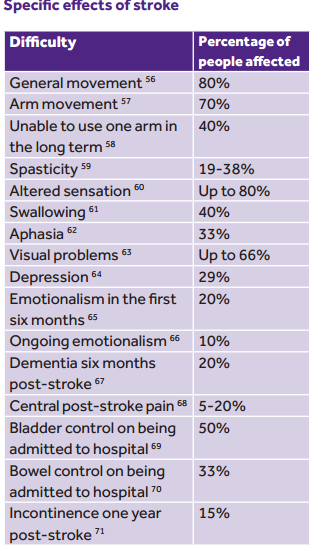 Specific effects of stroke
Difficulty Percentage of
people affected
General movement 56 80%
Arm movement 57 70%
Unable to use one arm in 40%
the long term 58
Spasticity 59 19-38%
Altered sensation 60 Up to 80%
Swallowing 61 40%
Aphasia 62 33%
Visual problems 63 Up to 66%
Depression 64 29%
Emotionalism in the first 20%
six months 65
Ongoing emotionalism 66 10%
Dementia six months 20%
post-stroke 67
Central post-stroke pain 68 5-20%
Bladder control on being 50%
admitted to hospital 69
Bowel control on being 33%
admitted to hospital 70
Incontinence one year 15%
post-stroke 71